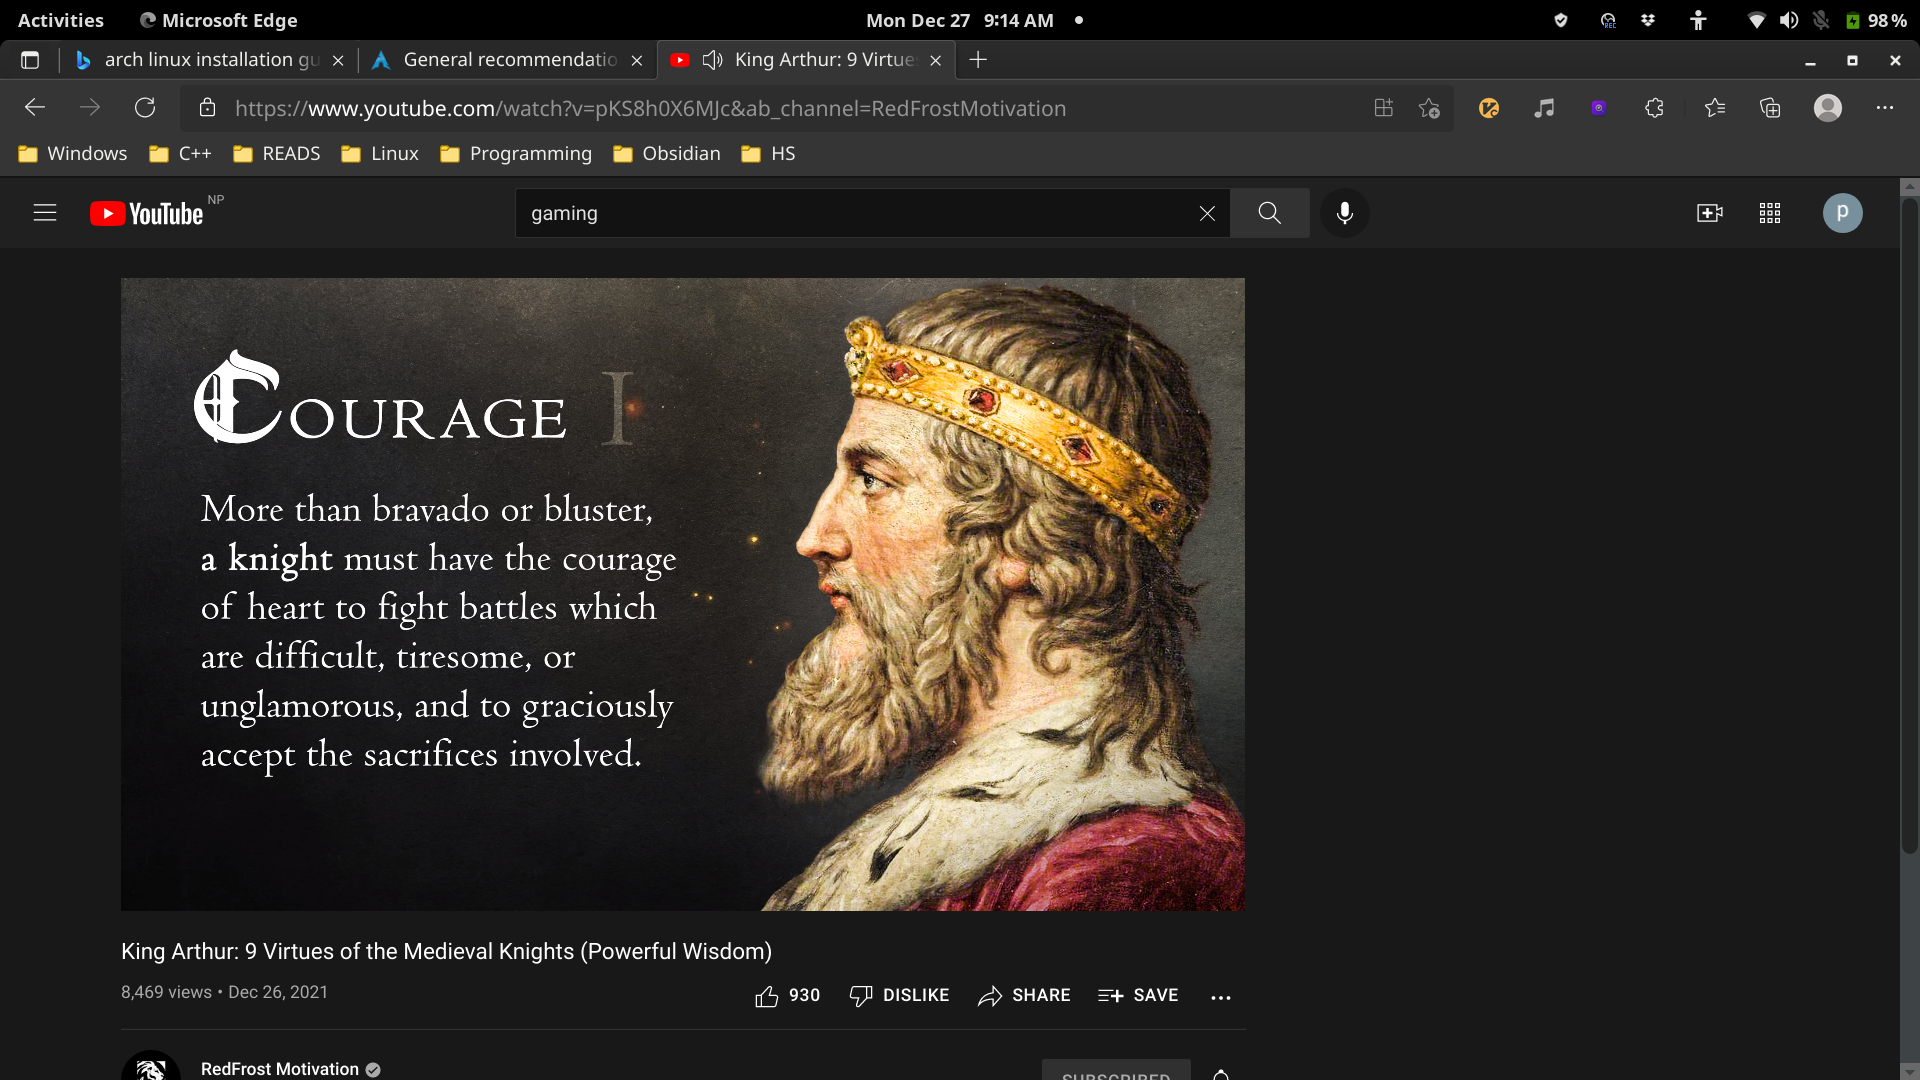 Activities Microsoft Edge Mon Dec 27 9:14 AM 98%
arch linux installation gu General recommendatio King Arthur: 9 Virtues
https://www.youtube.com/watch?v=pKS8h0X6MJc&ab_channel=RedFrostMotivation
Windows C++ READS Linux Programming Obsidian HS
YouTube NP gaming P
COURAGE I
More than bravado or bluster,
a knight must have the courage
of heart to fight battles which
are difficult, tiresome, or
unglamorous, and to graciously
accept the sacrifices involved.
King Arthur: 9 Virtues of the Medieval Knights (Powerful Wisdom)
8,469 views • Dec 26, 2021 930 DISLIKE SHARE SAVE
RedFrost Motivation SUBSCRIBED